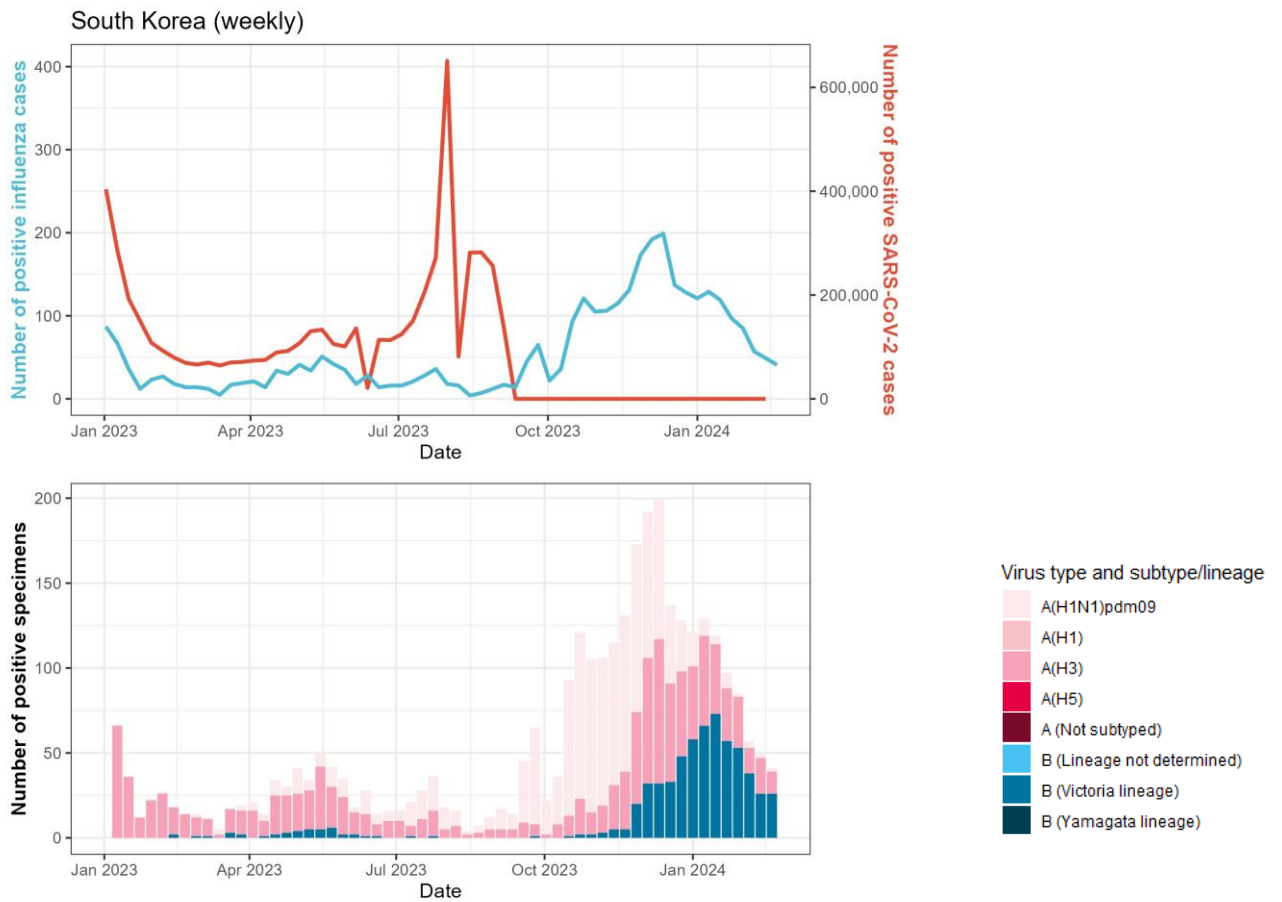 South Korea (weekly)
Number of positive influenza cases
400
300
200
100
0
600,000
400,000
200,000
0
Number of positive SARS-CoV-2 cases
Jan 2023
Apr 2023
Jul 2023
Oct 2023
Jan 2024
Date
Number of positive specimens
200
150
100
50
0
Jan 2023
Apr 2023
Jul 2023
Oct 2023
Jan 2024
Date
Virus type and subtype/lineage
A(H1N1)pdm09
A(H1)
A(H3)
A(H5)
A (Not subtyped)
B (Lineage not determined)
B (Victoria lineage)
B (Yamagata lineage)